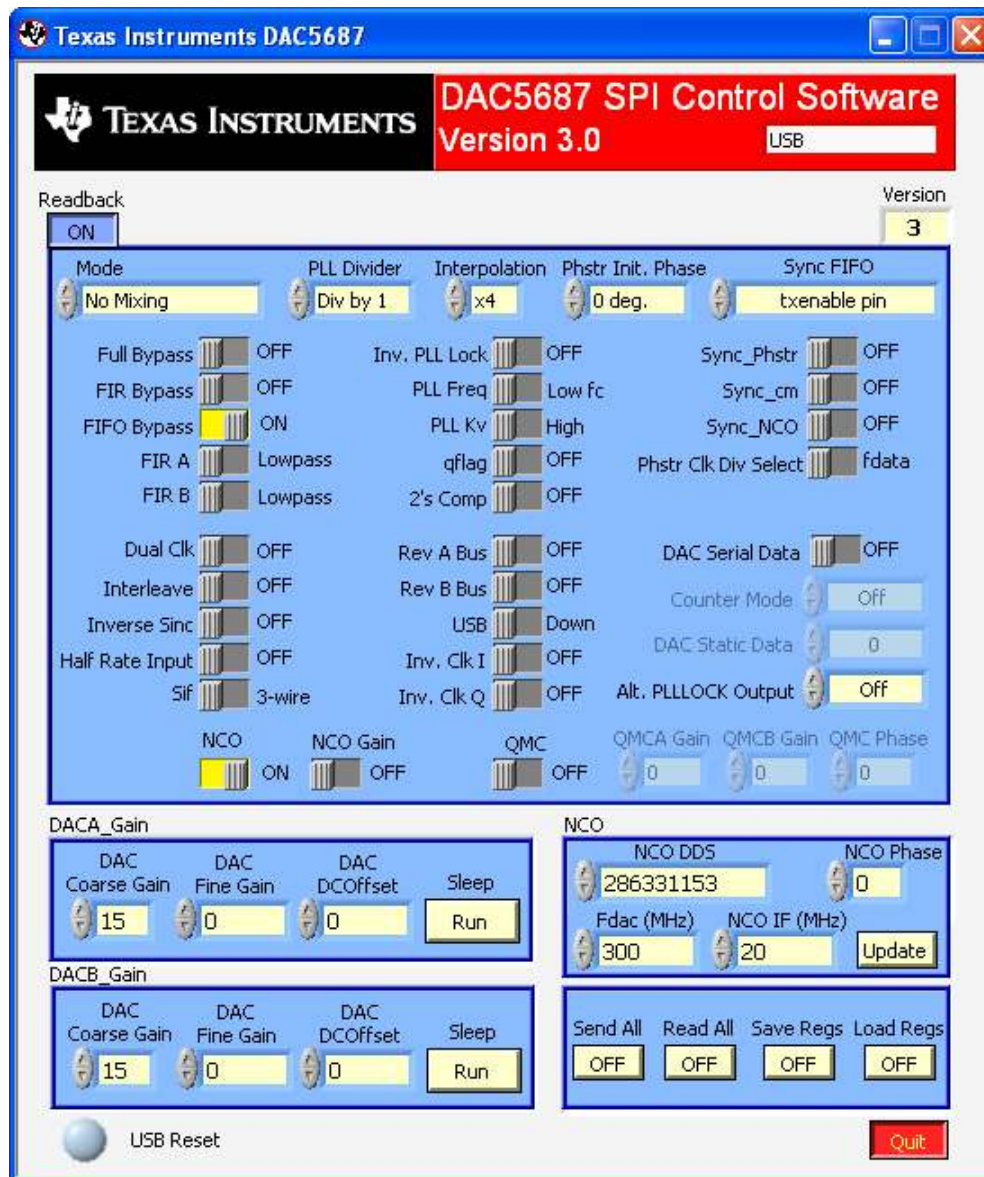 Texas Instruments DAC5687
TEXAS INSTRUMENTS
DAC5687 SPI Control Software
Version 3.0
USB
Readback
ON
Version
3
Mode
PLL Divider
Interpolation
Phstr Init. Phase
Sync FIFO
No Mixing
Div by 1
x4
0 deg.
txenable pin
Full Bypass OFF
Inv. PLL Lock OFF
Sync_Phstr OFF
FIR Bypass OFF
PLL Freq Low fc
Sync_cm OFF
FIFO Bypass ON
PLL Kv High
Sync_NCO OFF
FIR A Lowpass
qflag OFF
Phstr Clk Div Select fdata
FIR B Lowpass
2's Comp OFF
Dual Clk OFF
Rev A Bus OFF
DAC Serial Data OFF
Interleave OFF
Rev B Bus OFF
Counter Mode Off
Inverse Sinc OFF
USB Down
DAC Static Data 0
Half Rate Input OFF
Inv. Clk I OFF
Alt. PLLLOCK Output Off
Sif 3-wire
Inv. Clk Q OFF
NCO
NCO Gain
QMC
QMCA Gain
QMCB Gain
QMC Phase
ON
OFF
OFF
0
0
0
DACA_Gain
DAC Coarse Gain
DAC Fine Gain
DAC DCOffset
Sleep
15
0
0
Run
NCO
NCO DDS
NCO Phase
286331153
0
Fdac (MHz)
NCO IF (MHz)
300
20
Update
DACB_Gain
DAC Coarse Gain
DAC Fine Gain
DAC DCOffset
Sleep
15
0
0
Run
Send All
Read All
Save Regs
Load Regs
OFF
OFF
OFF
OFF
USB Reset
Quit